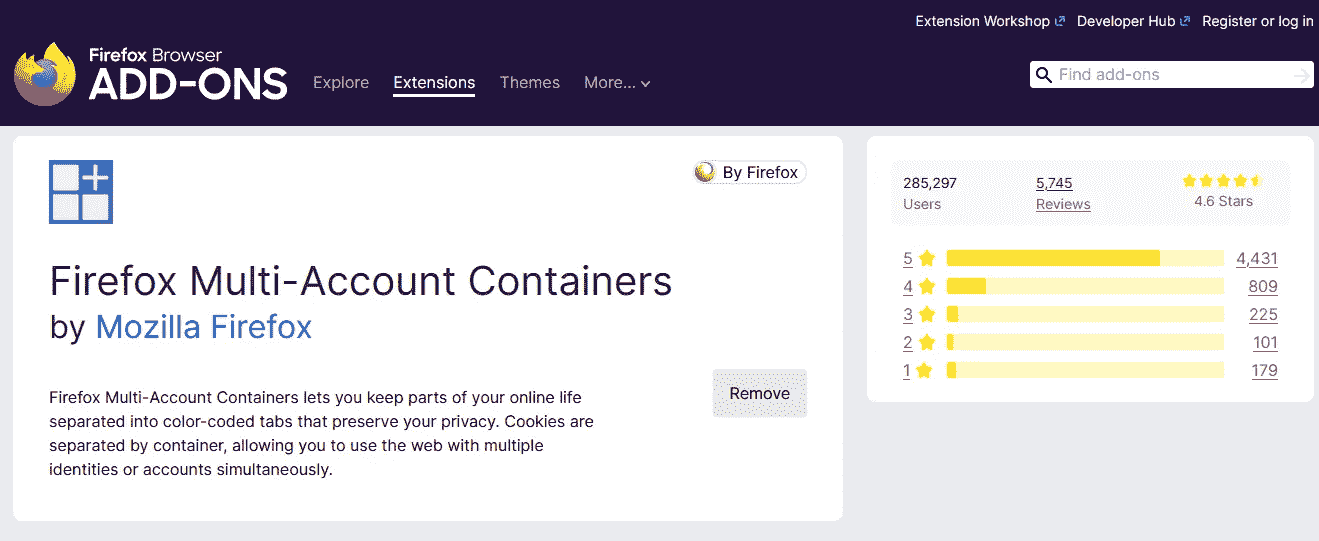 Extension Workshop Developer Hub Register or log in
Firefox Browser
ADD-ONS
Explore Extensions Themes More...
Find add-ons
By Firefox
Firefox Multi-Account Containers
by Mozilla Firefox
Firefox Multi-Account Containers lets you keep parts of your online life
separated into color-coded tabs that preserve your privacy. Cookies are
separated by container, allowing you to use the web with multiple
identities or accounts simultaneously.
Remove
285,297
Users
5,745
Reviews
4.6 Stars
5 4,431
4 809
3 225
2 101
1 179